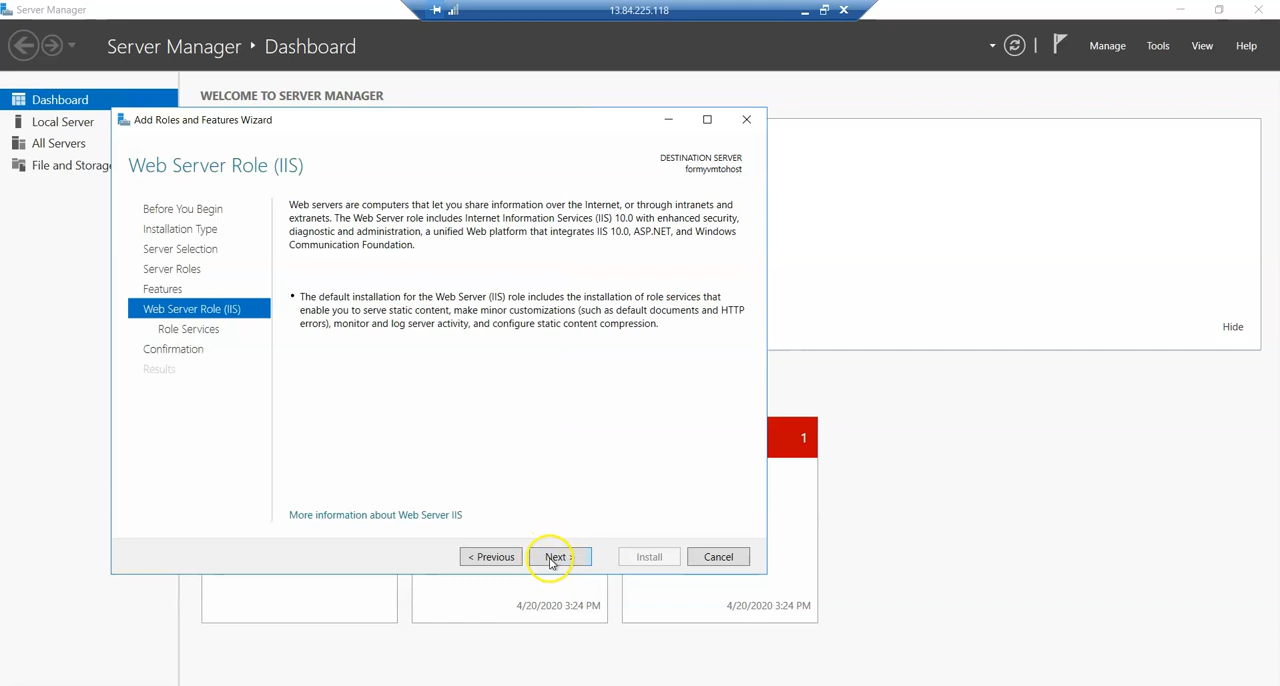 Server Manager
13.84.225.118
Server Manager Dashboard
Manage Tools View Help
Dashboard
Local Server
All Servers
File and Storag
WELCOME TO SERVER MANAGER
Add Roles and Features Wizard
Web Server Role (IIS)
DESTINATION SERVER
formyvmtohost
Before You Begin
Installation Type
Server Selection
Server Roles
Features
Web Server Role (IIS)
Role Services
Confirmation
Results
Web servers are computers that let you share information over the Internet, or through intranets and
extranets. The Web Server role includes Internet Information Services (IIS) 10.0 with enhanced security,
diagnostic and administration, a unified Web platform that integrates IIS 10.0, ASP.NET, and Windows
Communication Foundation.
• The default installation for the Web Server (IIS) role includes the installation of role services that
enable you to serve static content, make minor customizations (such as default documents and HTTP
errors), monitor and log server activity, and configure static content compression.
More information about Web Server IIS
< Previous Next > Install Cancel
Hide
1
4/20/2020 3:24 PM
4/20/2020 3:24 PM